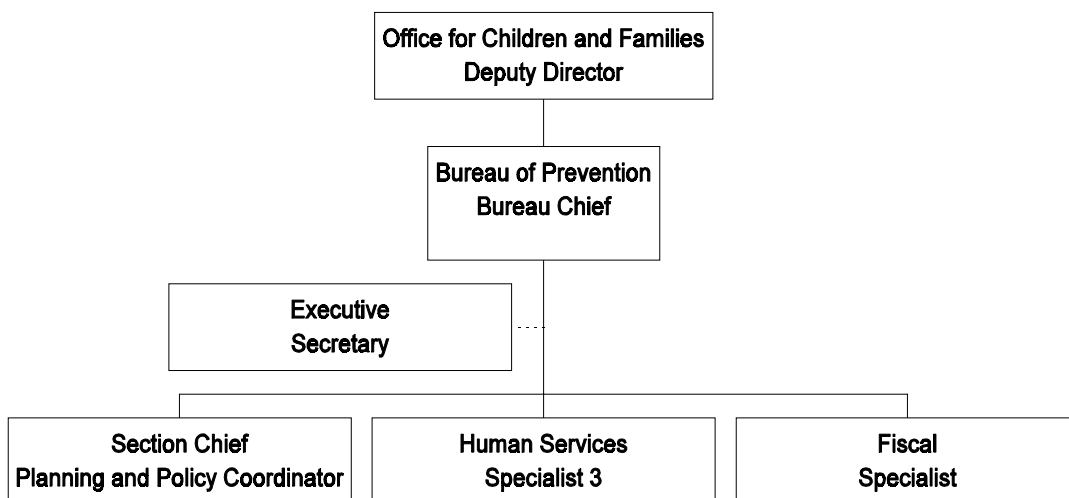 Office for Children and Families
Deputy Director
Bureau of Prevention
Bureau Chief
Executive
Secretary
Section Chief
Planning and Policy Coordinator
Human Services
Specialist 3
Fiscal
Specialist